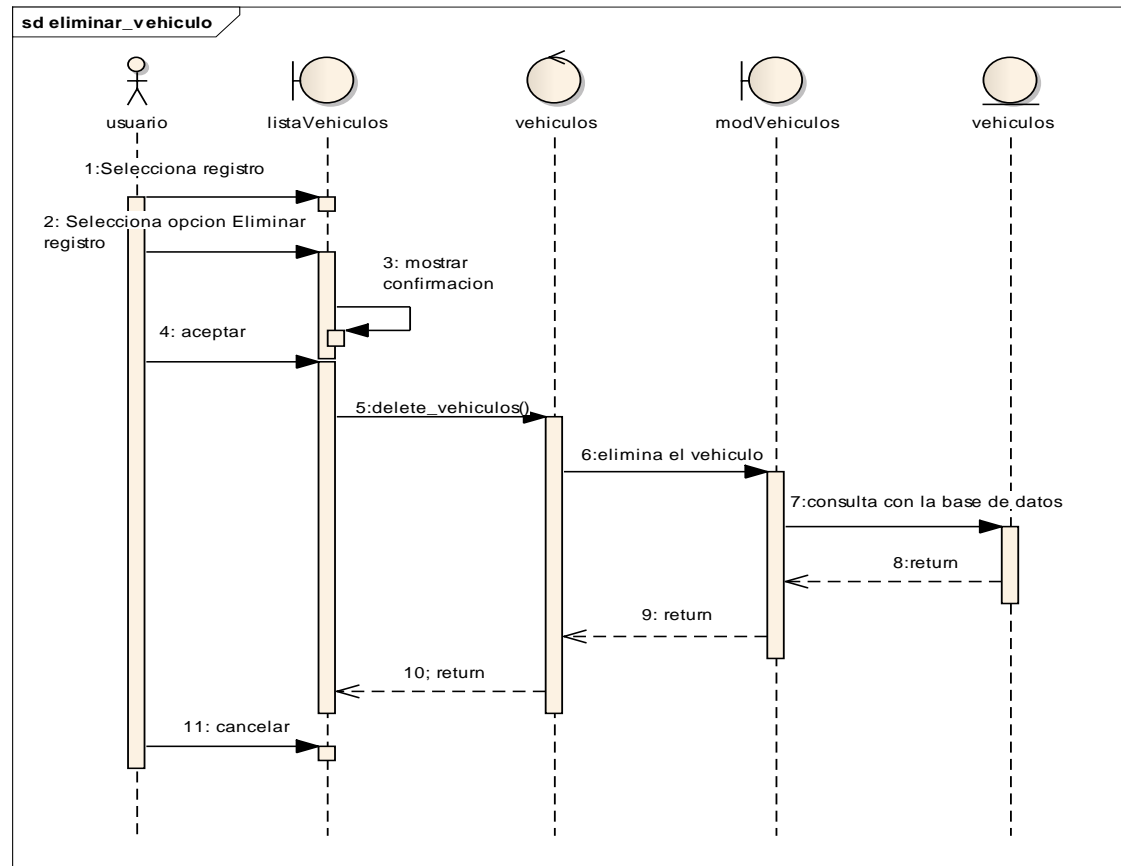 sd eliminar_vehiculo
usuario
listaVehiculos
vehiculos
modVehiculos
vehiculos
1:Selecciona registro
2: Selecciona opcion Eliminar
registro
3: mostrar
confirmacion
4: aceptar
5:delete_vehiculos()
6:elimina el vehiculo
7:consulta con la base de datos
8:return
9: return
10; return
11: cancelar